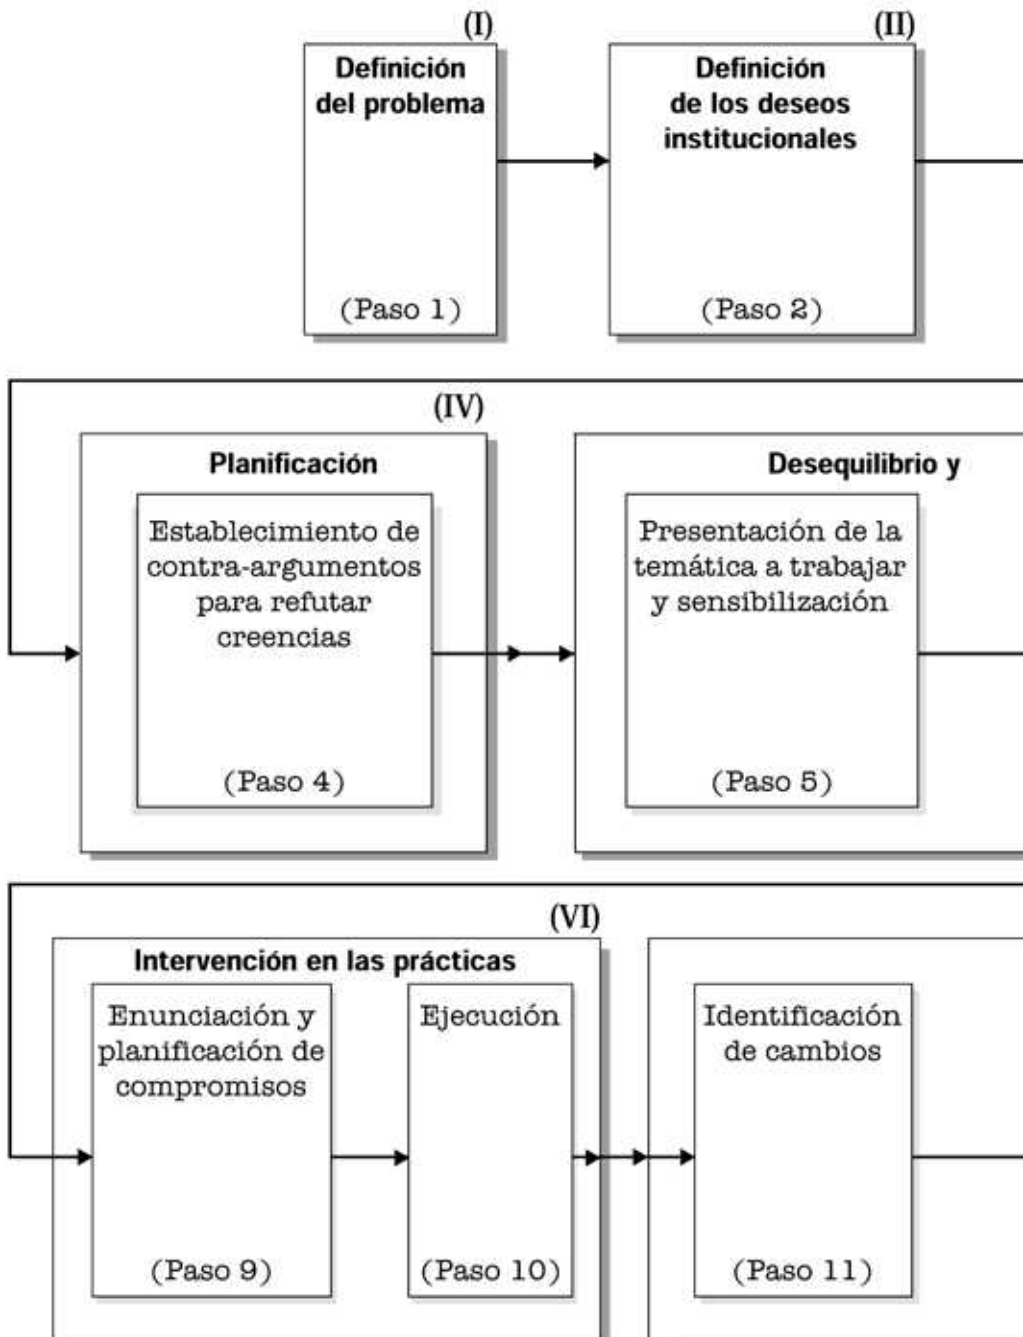 (I)
Definición
del problema
(Paso 1)
(II)
Definición
de los deseos
institucionales
(Paso 2)
(IV)
Planificación
Establecimiento de
contra-argumentos
para refutar
creencias
(Paso 4)
Desequilibrio y
Presentación de la
temática a trabajar
y sensibilización
(Paso 5)
(VI)
Intervención en las prácticas
Enunciación y
planificación de
compromisos
(Paso 9)
Ejecución
(Paso 10)
Identificación
de cambios
(Paso 11)